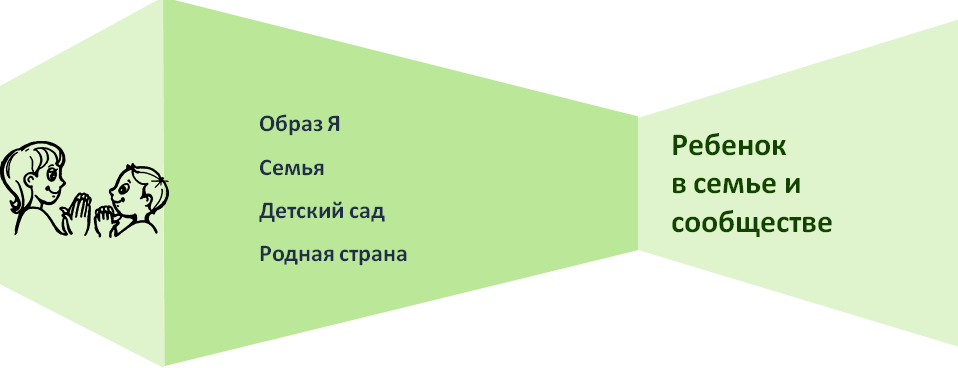 Образ Я
Семья
Детский сад
Родная страна
Ребенок
в семье и
сообществе